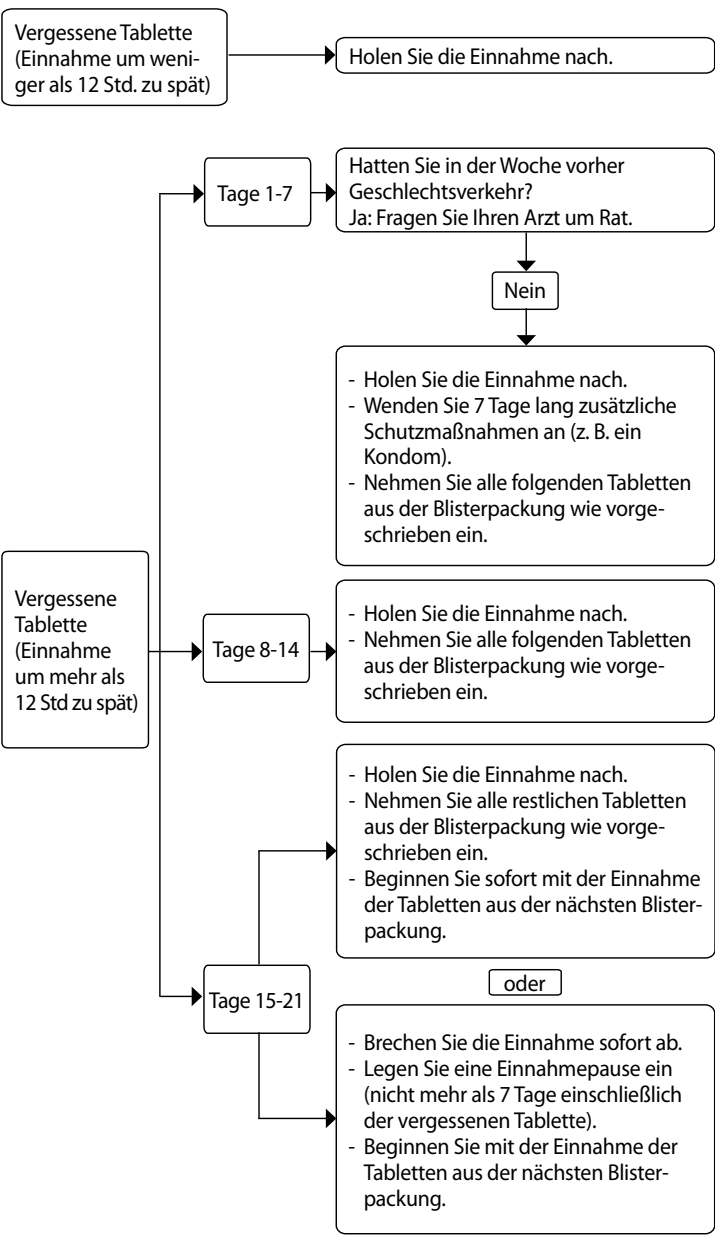 Vergessene Tablette
(Einnahme um weni-
ger als 12 Std. zu spät)
Holen Sie die Einnahme nach.
Tage 1-7
Hatten Sie in der Woche vorher
Geschlechtsverkehr?
Ja: Fragen Sie Ihren Arzt um Rat.
Nein
- Holen Sie die Einnahme nach.
- Wenden Sie 7 Tage lang zusätzliche
Schutzmaßnahmen an (z. B. ein
Kondom).
- Nehmen Sie alle folgenden Tabletten
aus der Blisterpackung wie vorge-
schrieben ein.
Vergessene
Tablette
(Einnahme
um mehr als
12 Std zu spät)
Tage 8-14
- Holen Sie die Einnahme nach.
- Nehmen Sie alle folgenden Tabletten
aus der Blisterpackung wie vorge-
schrieben ein.
Tage 15-21
- Holen Sie die Einnahme nach.
- Nehmen Sie alle restlichen Tabletten
aus der Blisterpackung wie vorge-
schrieben ein.
- Beginnen Sie sofort mit der Einnahme
der Tabletten aus der nächsten Blister-
packung.
oder
- Brechen Sie die Einnahme sofort ab.
- Legen Sie eine Einnahmepause ein
(nicht mehr als 7 Tage einschließlich
der vergessenen Tablette).
- Beginnen Sie mit der Einnahme der
Tabletten aus der nächsten Blister-
packung.